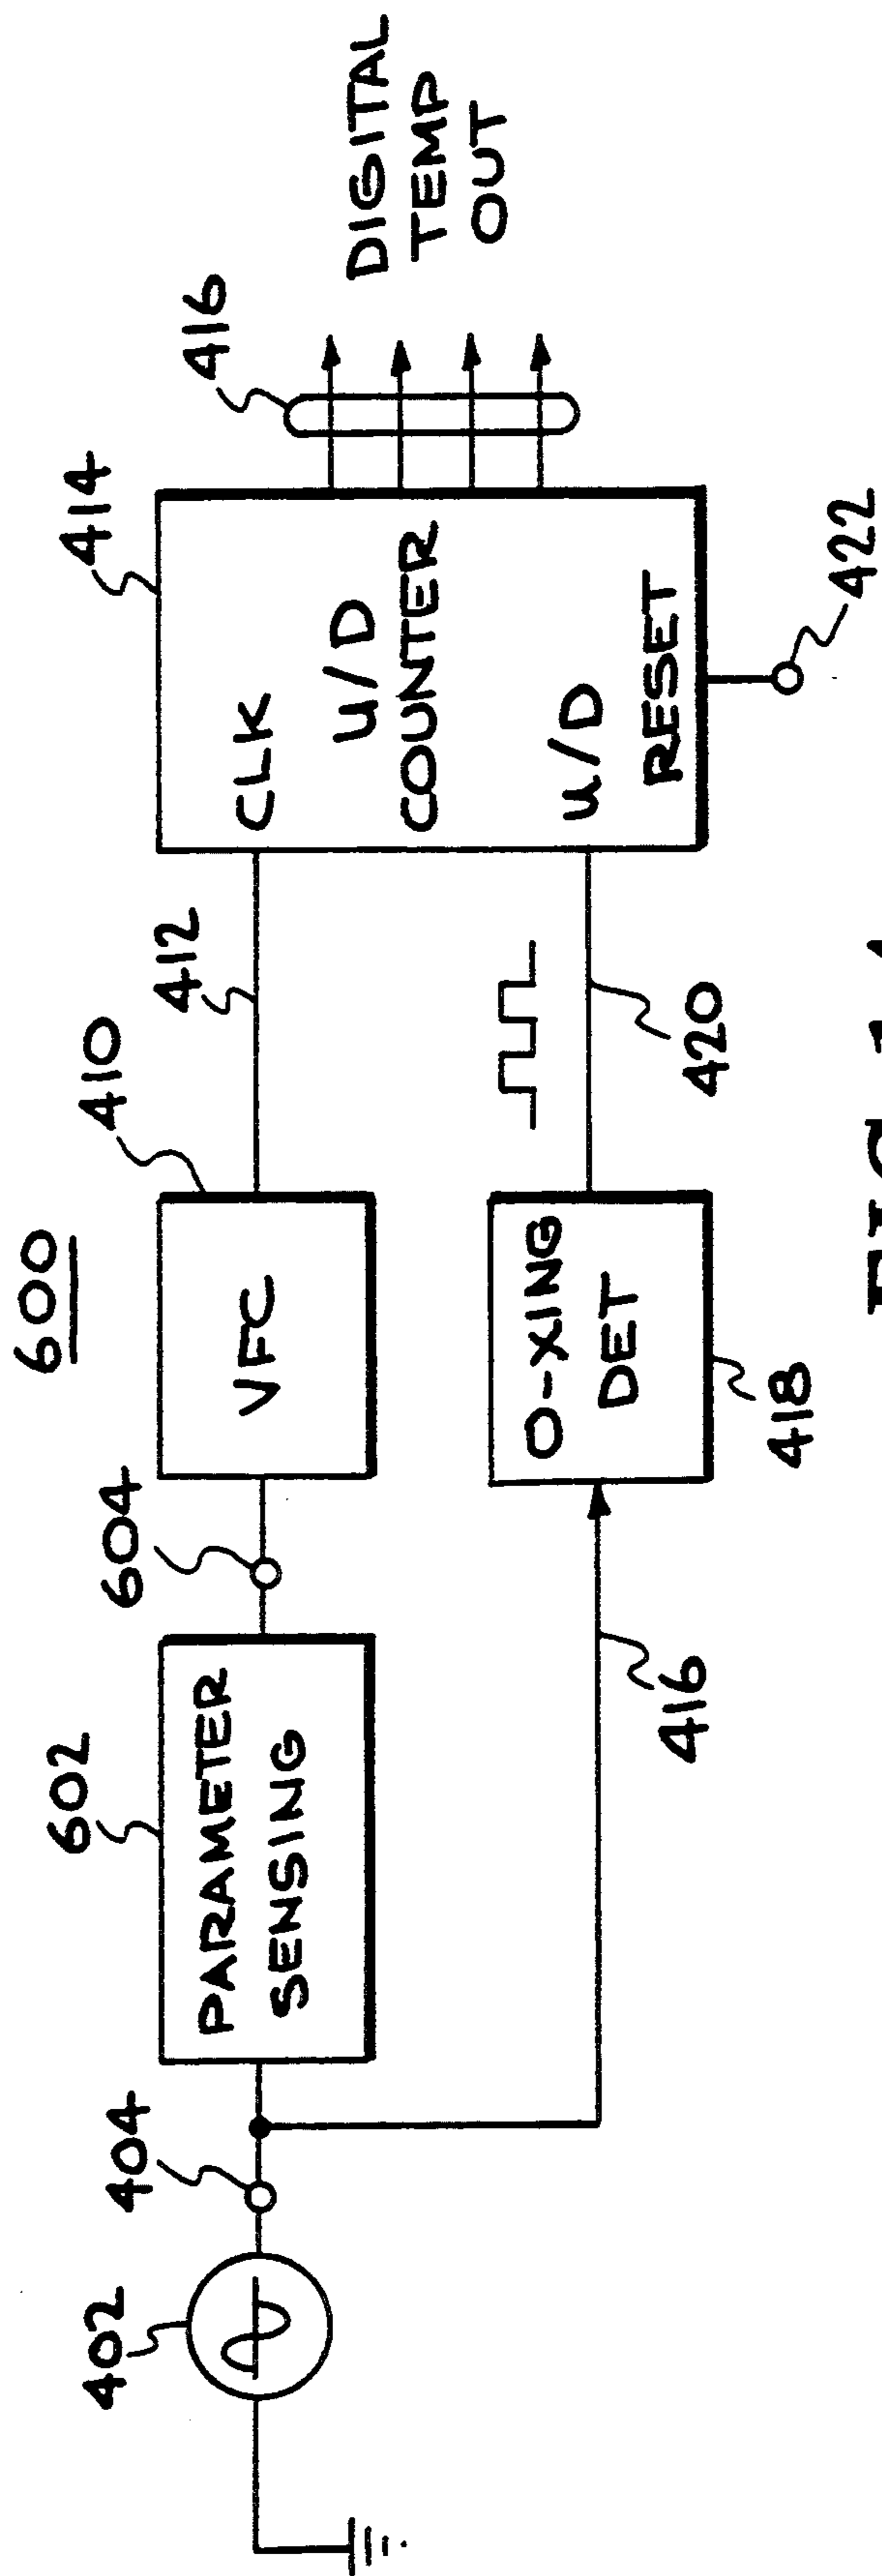 600
402
404
602
PARAMETER
SENSING
604
410
VFC
412
414
CLK
U/D
COUNTER
U/D
RESET
416
DIGITAL
TEMP
OUT
416
418
O-XING
DET
420
422